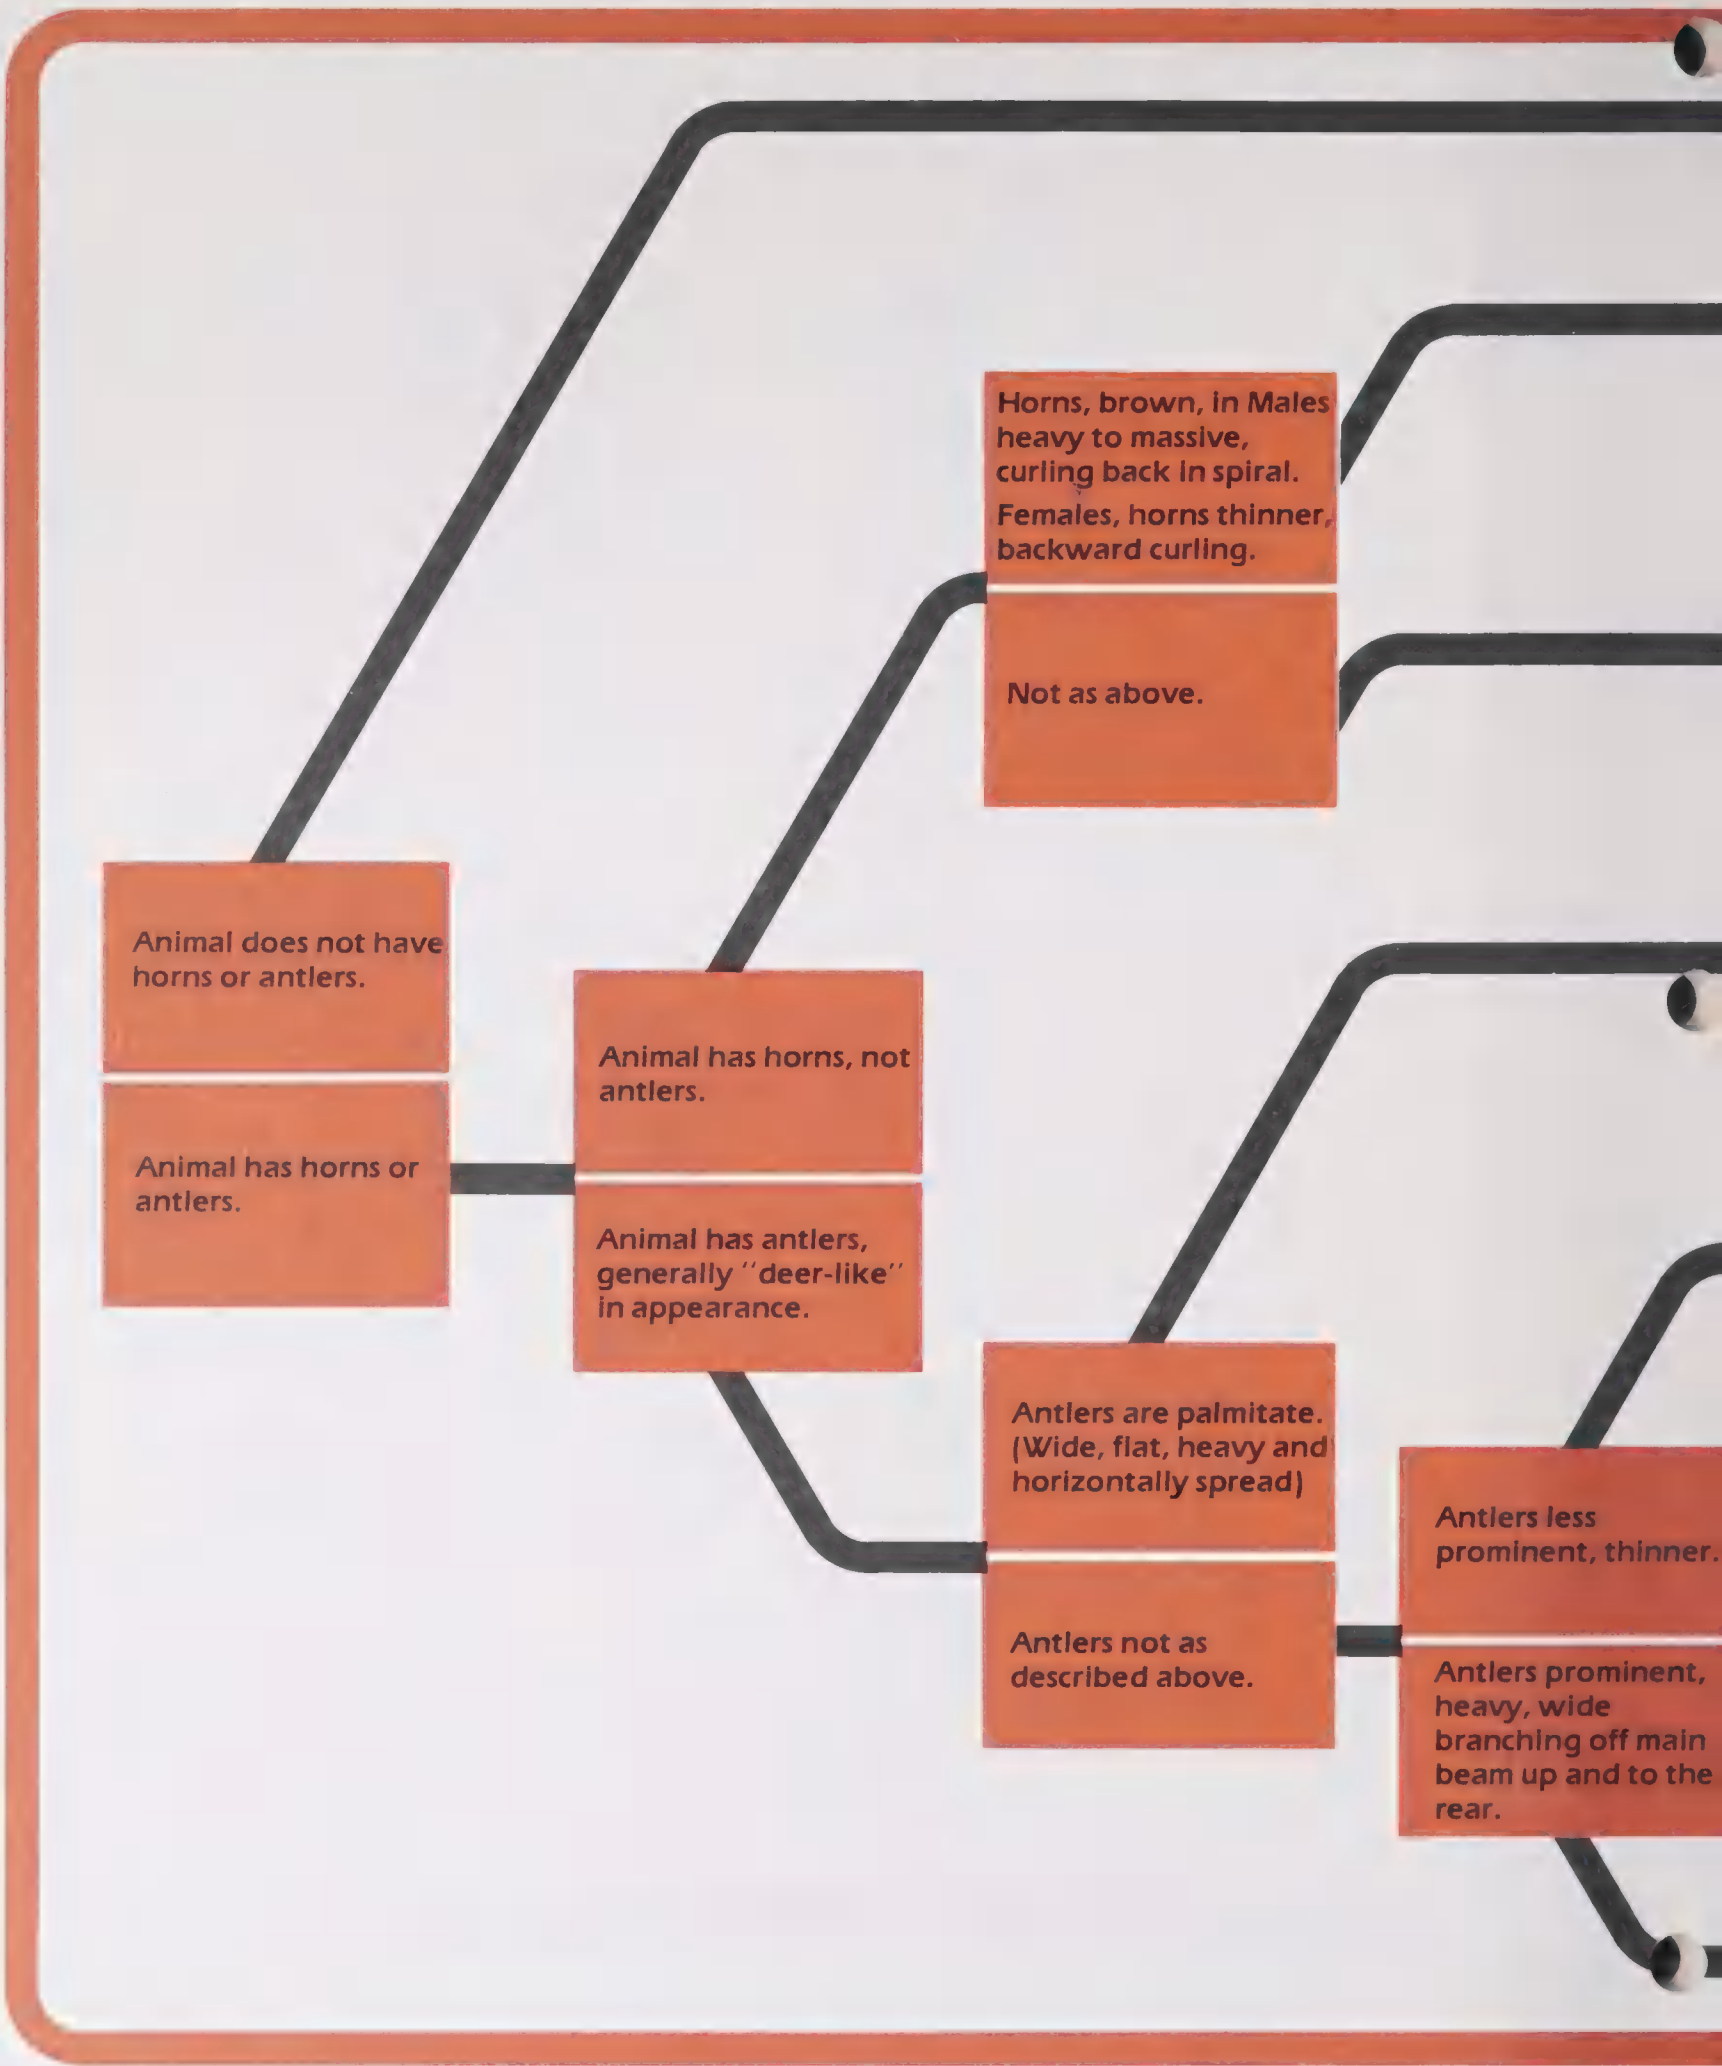 Horns, brown, in Males
heavy to massive,
curling back in spiral.
Females, horns thinner,
backward curling.
Not as above.
Animal does not have
horns or antlers.
Animal has horns or
antlers.
Animal has horns, not
antlers.
Animal has antlers,
generally "deer-like"
in appearance.
Antlers are palmitate.
(Wide, flat, heavy and
horizontally spread)
Antlers not as
described above.
Antlers less
prominent, thinner.
Antlers prominent,
heavy, wide
branching off main
beam up and to the
rear.